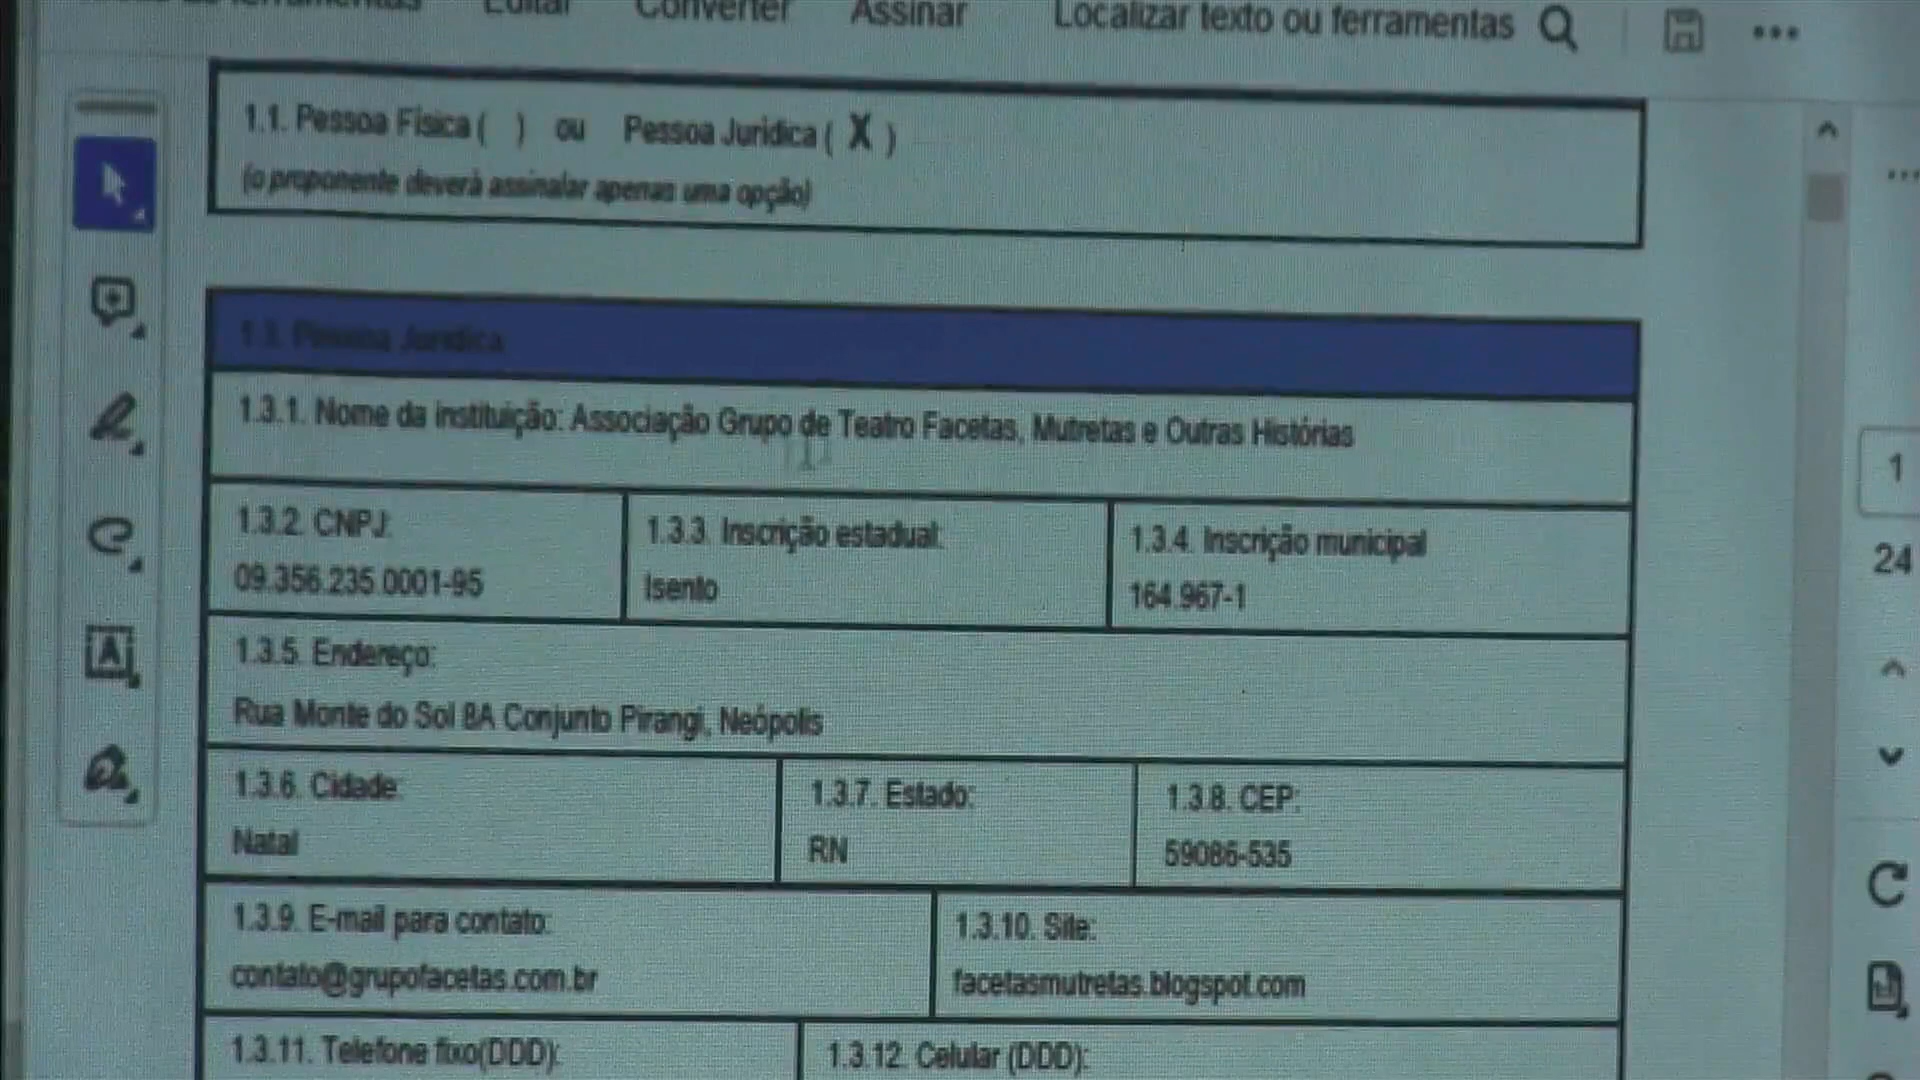 Editar Converter Assinar Localizar texto ou ferramentas
1.1. Pessoa Física ( ) ou Pessoa Jurídica ( X )
(o proponente deverá assinalar apenas uma opção)
1.3. Pessoa Jurídica
1.3.1. Nome da instituição: Associação Grupo de Teatro Facetas, Mutretas e Outras Histórias
1.3.2. CNPJ:
09.356.235.0001-95
1.3.3. Inscrição estadual:
Isento
1.3.4. Inscrição municipal
164.967-1
1.3.5. Endereço:
Rua Monte do Sol 8A Conjunto Pirangi, Neópolis
1.3.6. Cidade:
Natal
1.3.7. Estado:
RN
1.3.8. CEP:
59086-535
1.3.9. E-mail para contato:
contato@grupofacetas.com.br
1.3.10. Site:
facetasmutretas.blogspot.com
1.3.11. Telefone fixo(DDD):
1.3.12. Celular (DDD):
1
24